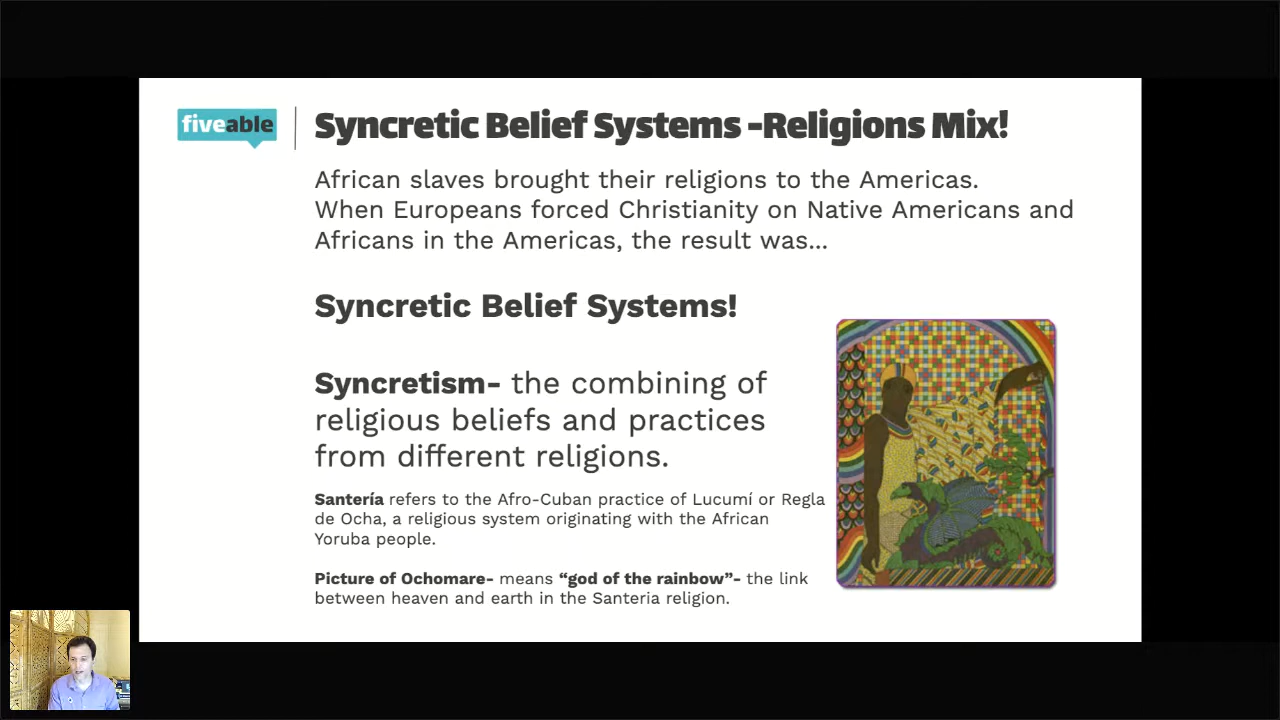 fiveable
Syncretic Belief Systems -Religions Mix!
African slaves brought their religions to the Americas.
When Europeans forced Christianity on Native Americans and
Africans in the Americas, the result was...
Syncretic Belief Systems!
Syncretism- the combining of
religious beliefs and practices
from different religions.
Santería refers to the Afro-Cuban practice of Lucumí or Regla
de Ocha, a religious system originating with the African
Yoruba people.
Picture of Ochomare- means “god of the rainbow”- the link
between heaven and earth in the Santeria religion.